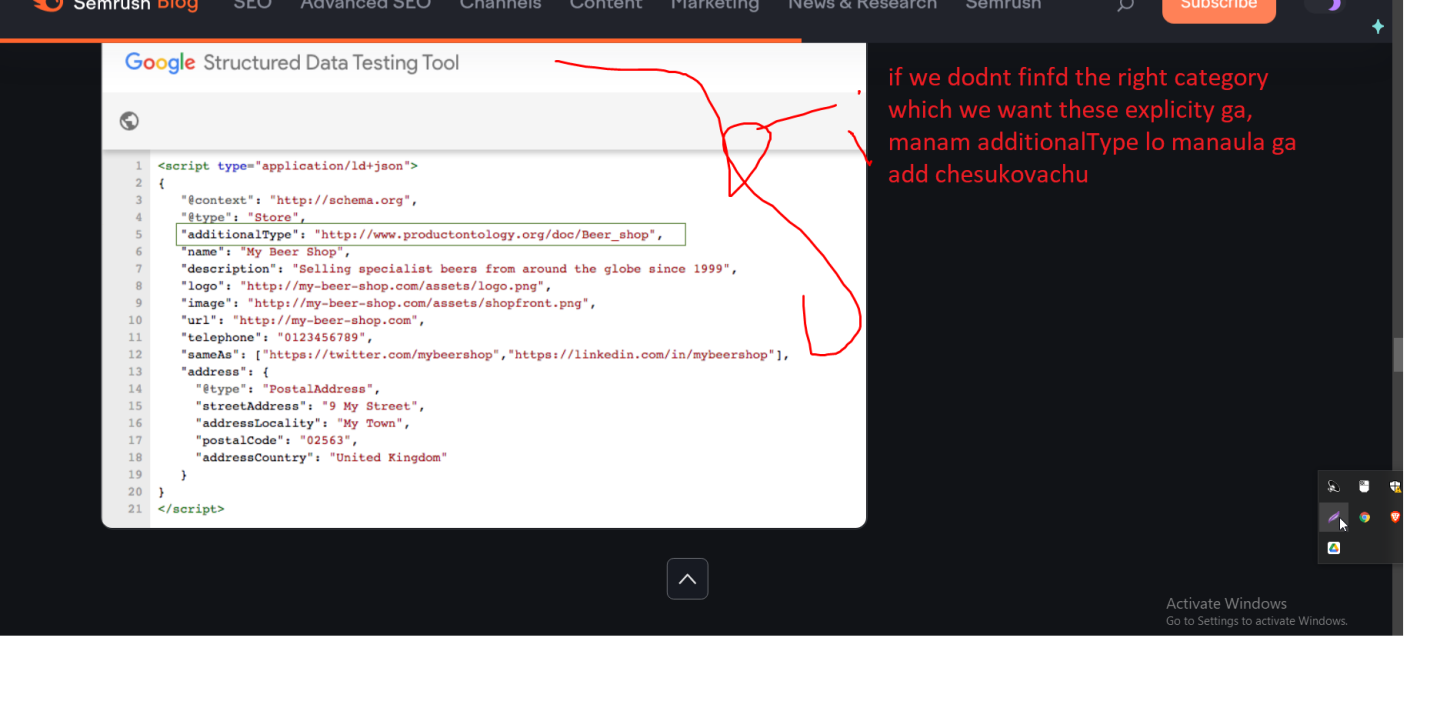 Semrush Blog SEO Advanced SEO Channels Content Marketing News & Research Semrush Subscribe
Google Structured Data Testing Tool
if we dodnt finfd the right category
which we want these explicity ga,
manam additionalType lo manaula ga
add chesukovachu
1 <script type="application/ld+json">
2 {
3 "@context": "http://schema.org",
4 "@type": "Store",
5 "additionalType": "http://www.productontology.org/doc/Beer_shop",
6 "name": "My Beer Shop",
7 "description": "Selling specialist beers from around the globe since 1999",
8 "logo": "http://my-beer-shop.com/assets/logo.png",
9 "image": "http://my-beer-shop.com/assets/shopfront.png",
10 "url": "http://my-beer-shop.com",
11 "telephone": "0123456789",
12 "sameAs": ["https://twitter.com/mybeershop","https://linkedin.com/in/mybeershop"],
13 "address": {
14 "@type": "PostalAddress",
15 "streetAddress": "9 My Street",
16 "addressLocality": "My Town",
17 "postalCode": "02563",
18 "addressCountry": "United Kingdom"
19 }
20 }
21 </script>
Activate Windows
Go to Settings to activate Windows.